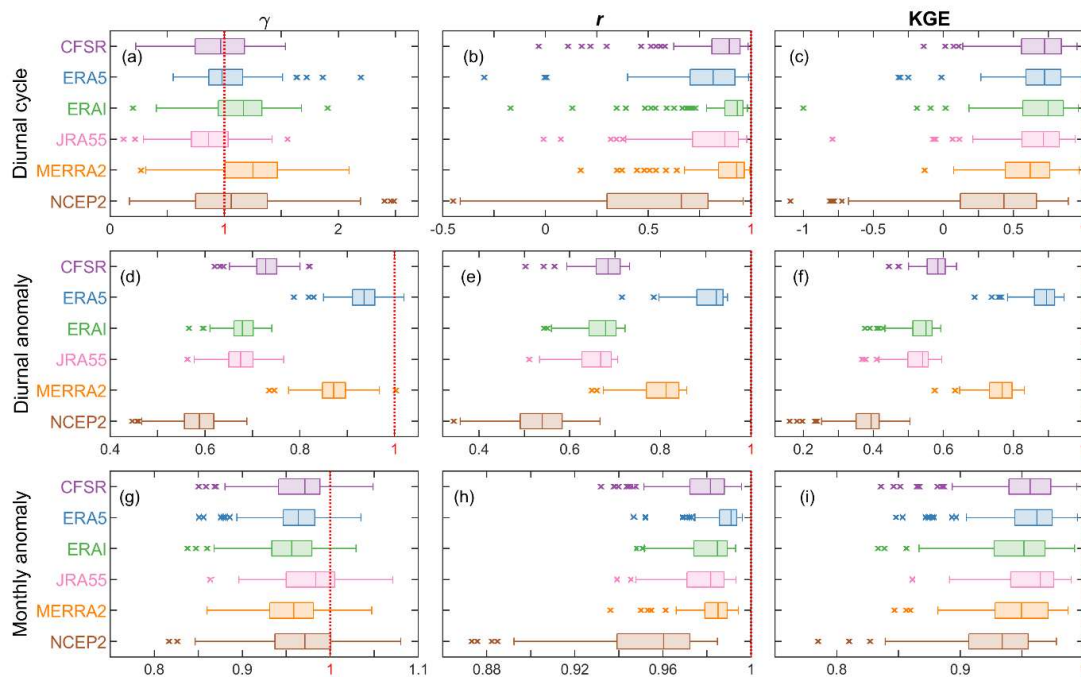 γ r KGE
Diurnal cycle
CFSR (a) (b) (c)
ERA5
ERAI
JRA55
MERRA2
NCEP2
0 1 2 -0.5 0 0.5 1 -1 -0.5 0 0.5
Diurnal anomaly
CFSR (d) (e) (f)
ERA5
ERAI
JRA55
MERRA2
NCEP2
0.4 0.6 0.8 1 0.4 0.6 0.8 1 0.2 0.4 0.6 0.8
Monthly anomaly
CFSR (g) (h) (i)
ERA5
ERAI
JRA55
MERRA2
NCEP2
0.8 0.9 1 1.1 0.88 0.92 0.96 1 0.8 0.9